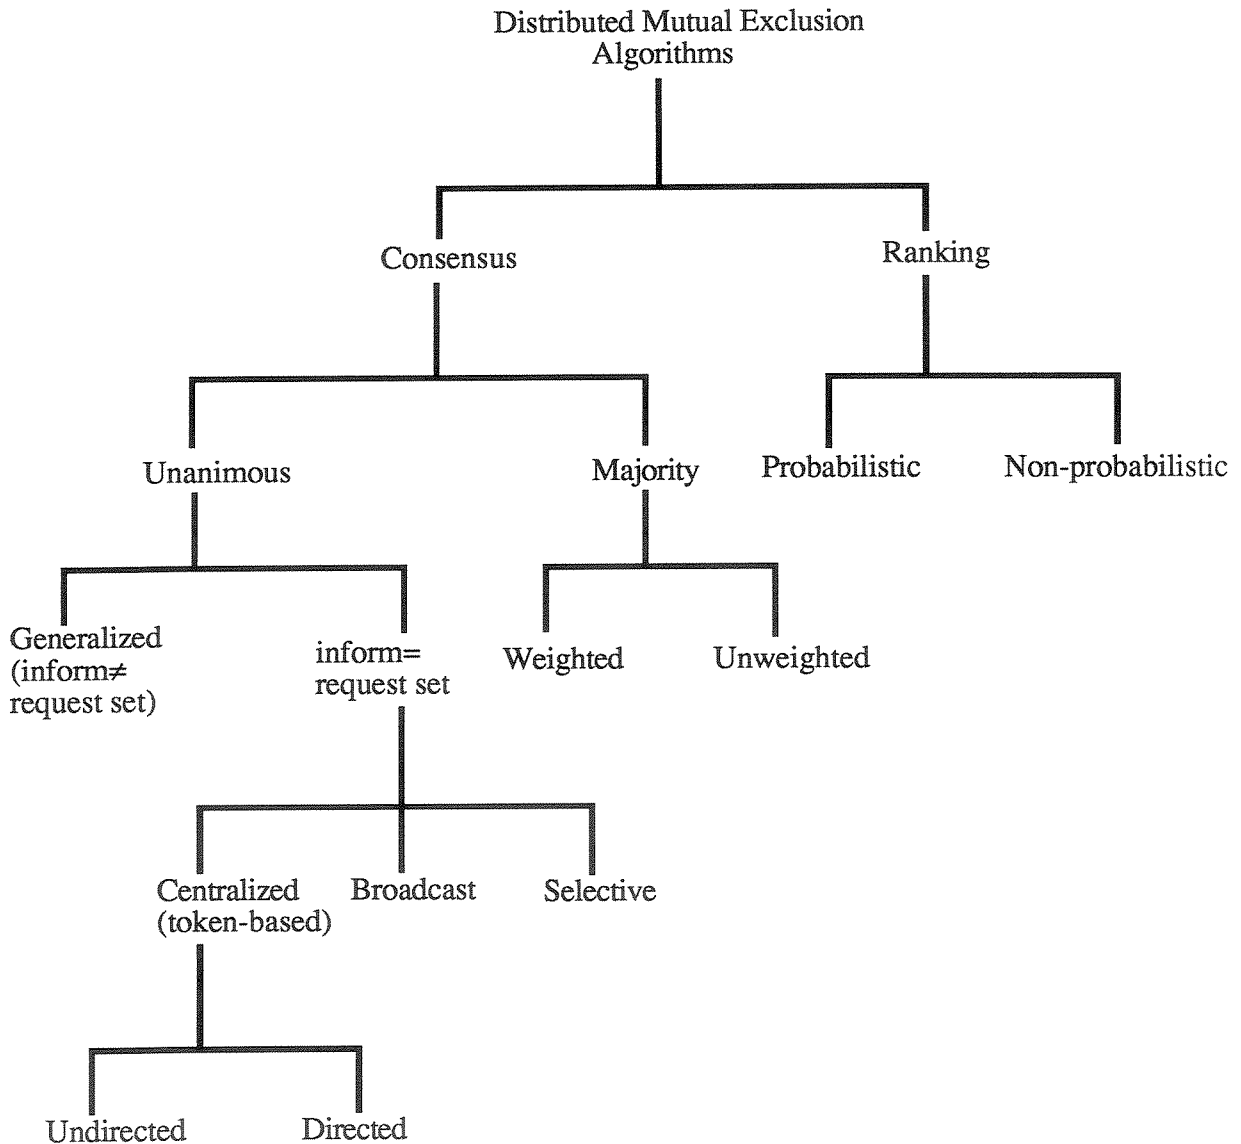 Distributed Mutual Exclusion
Algorithms
Consensus
Ranking
Unanimous
Majority
Probabilistic
Non-probabilistic
Generalized
(inform≠
request set)
inform=
request set
Weighted
Unweighted
Centralized
(token-based)
Broadcast
Selective
Undirected
Directed